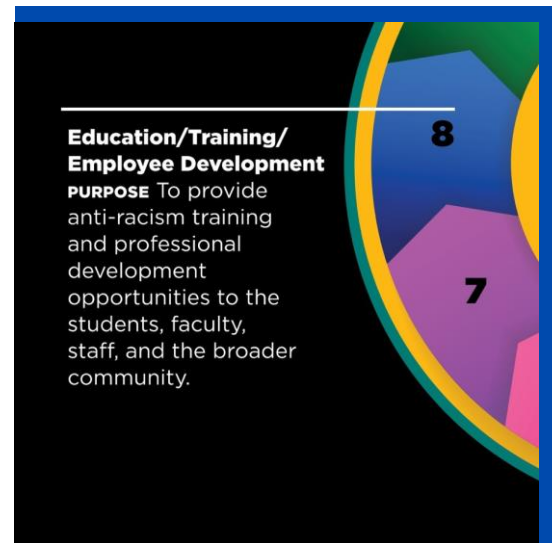 Education/Training/
Employee Development
PURPOSE To provide
anti-racism training
and professional
development
opportunities to the
students, faculty,
staff, and the broader
community.
8
7